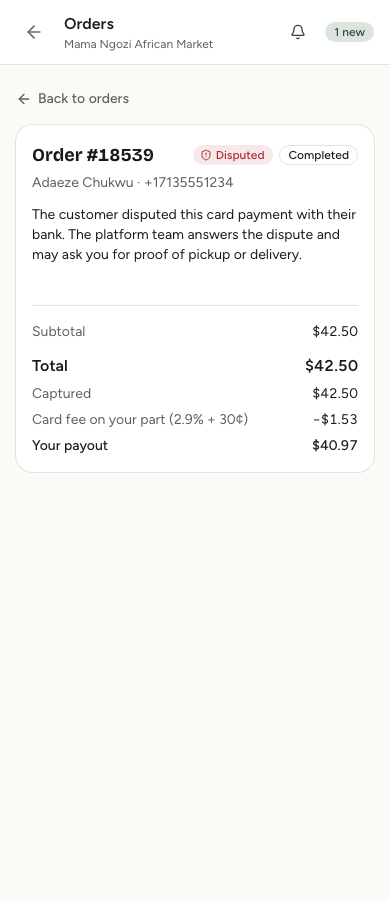 Orders
Mama Ngozi African Market
1 new
Back to orders
Order #18539
Disputed
Completed
Adaeze Chukwu · +17135551234
The customer disputed this card payment with their
bank. The platform team answers the dispute and
may ask you for proof of pickup or delivery.
Subtotal $42.50
Total $42.50
Captured $42.50
Card fee on your part (2.9% + 30¢) −$1.53
Your payout $40.97